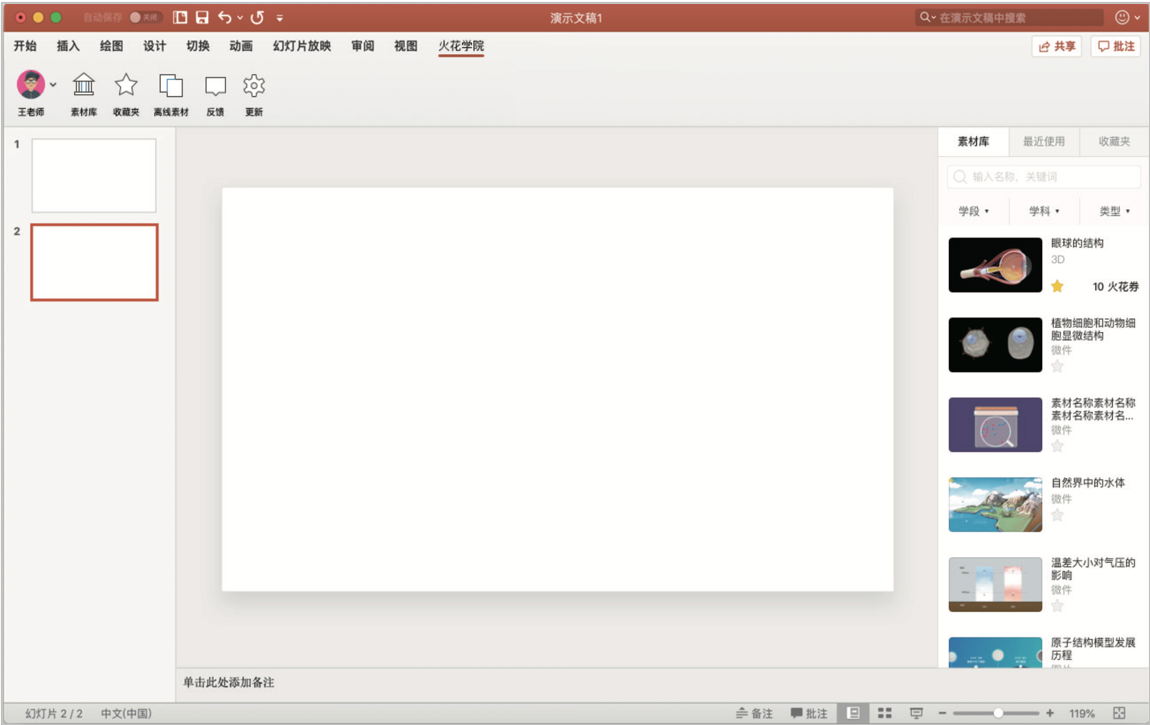 自动保存 关闭 演示文稿1 在演示文稿中搜索
开始 插入 绘图 设计 切换 动画 幻灯片放映 审阅 视图 火花学院 共享 批注
王老师 素材库 收藏夹 离线素材 反馈 更新
1
2
素材库 最近使用 收藏夹
输入名称，关键词
学段 学科 类型
眼球的结构
3D
10 火花券
植物细胞和动物细
胞显微结构
微件
素材名称素材名称
素材名称素材名...
微件
自然界中的水体
微件
温差大小对气压的
影响
微件
原子结构模型发展
历程
单击此处添加备注
幻灯片 2 / 2 中文(中国) 备注 批注 119%